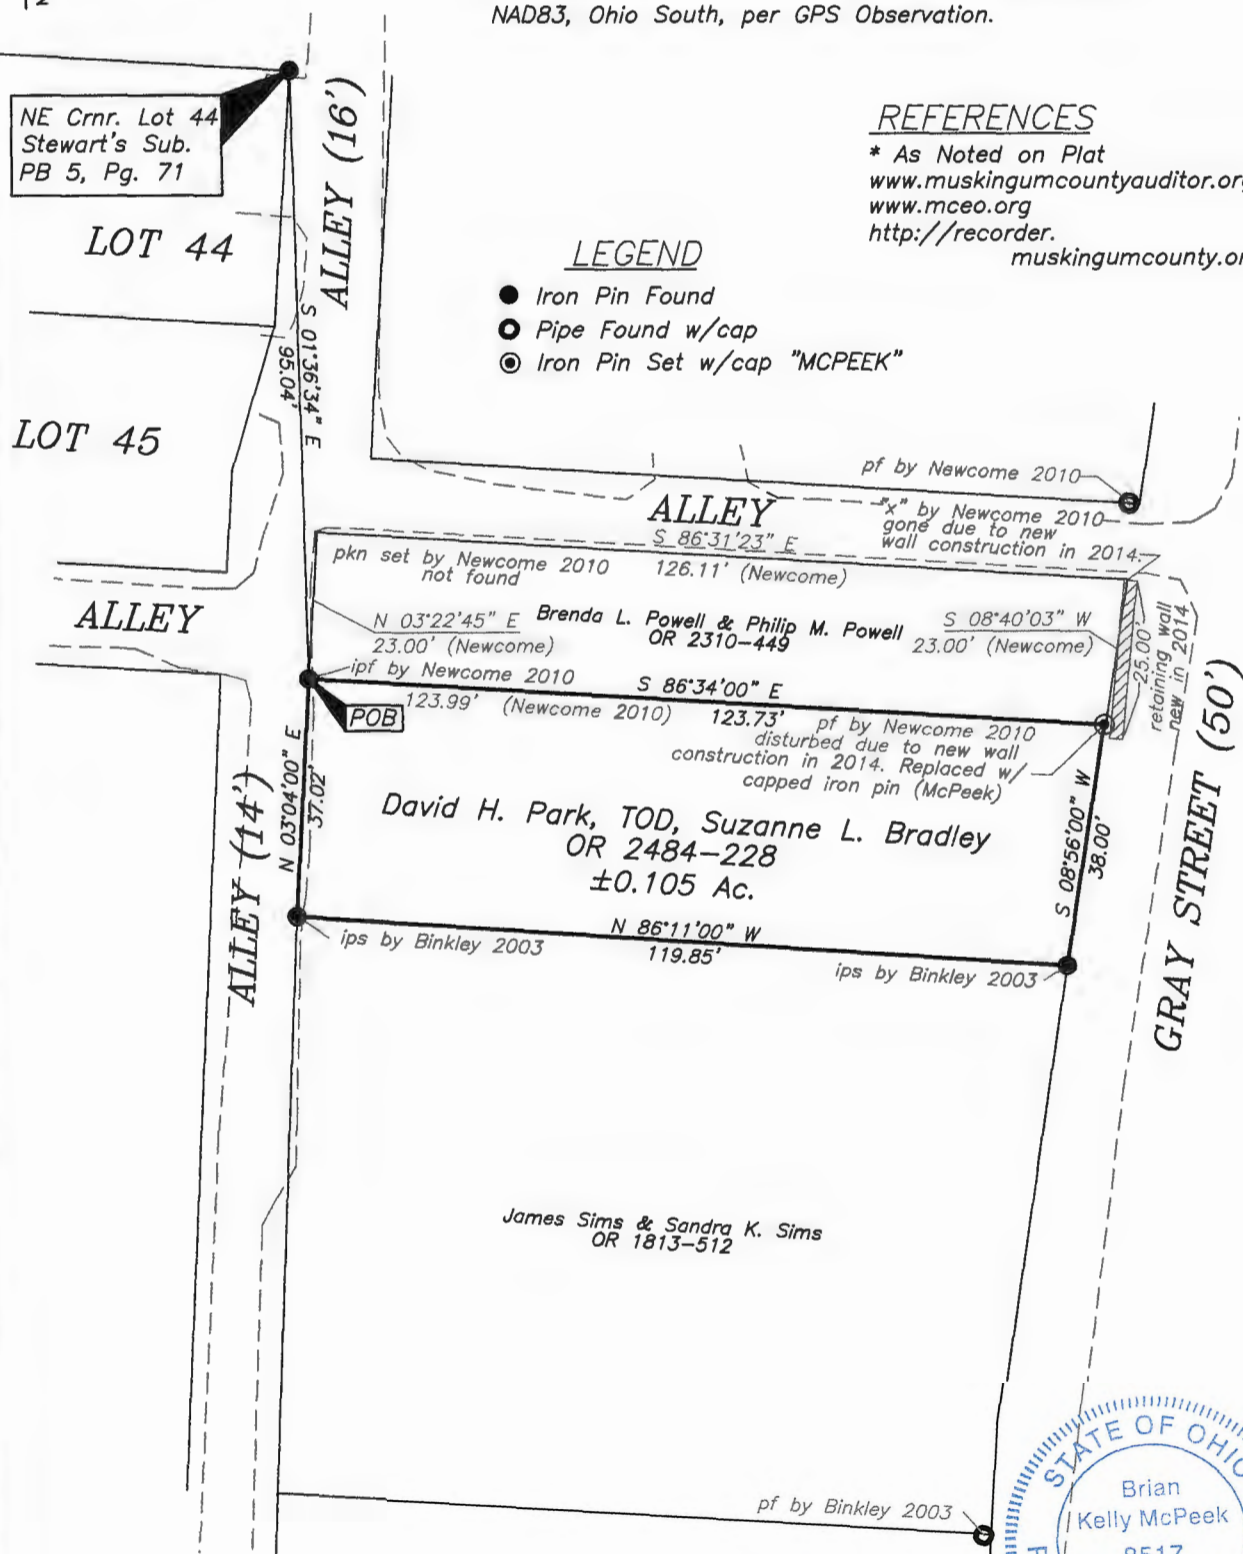 NAD83, Ohio South, per GPS Observation.
NE Crnr. Lot 44
Stewart's Sub.
PB 5, Pg. 71
ALLEY (16')
REFERENCES
* As Noted on Plat
www.muskingumcountyauditor.org
www.mceo.org
http://recorder.
muskingumcounty.or
LOT 44
LEGEND
Iron Pin Found
Pipe Found w/cap
Iron Pin Set w/cap "MCPEEK"
S 01°36'34" E
95.04'
LOT 45
pf by Newcome 2010
ALLEY
"x" by Newcome 2010
gone due to new
wall construction in 2014.
S 86°31'23" E
126.11' (Newcome)
pkn set by Newcome 2010
not found
ALLEY
N 03°22'45" E
23.00' (Newcome)
Brenda L. Powell & Philip M. Powell
OR 2310-449
S 08°40'03" W
23.00' (Newcome)
25.00'
retaining wall
new in 2014
ipf by Newcome 2010
S 86°34'00" E
123.99' (Newcome 2010)
123.73'
POB
pf by Newcome 2010
disturbed due to new wall
construction in 2014. Replaced w/
capped iron pin (McPeek)
N 03°04'00" E
37.02'
ALLEY (14')
David H. Park, TOD, Suzanne L. Bradley
OR 2484-228
±0.105 Ac.
S 08°56'00" W
38.00'
GRAY STREET (50')
N 86°11'00" W
119.85'
ips by Binkley 2003
ips by Binkley 2003
James Sims & Sandra K. Sims
OR 1813-512
pf by Binkley 2003
STATE OF OHIO
Brian
Kelly McPeek